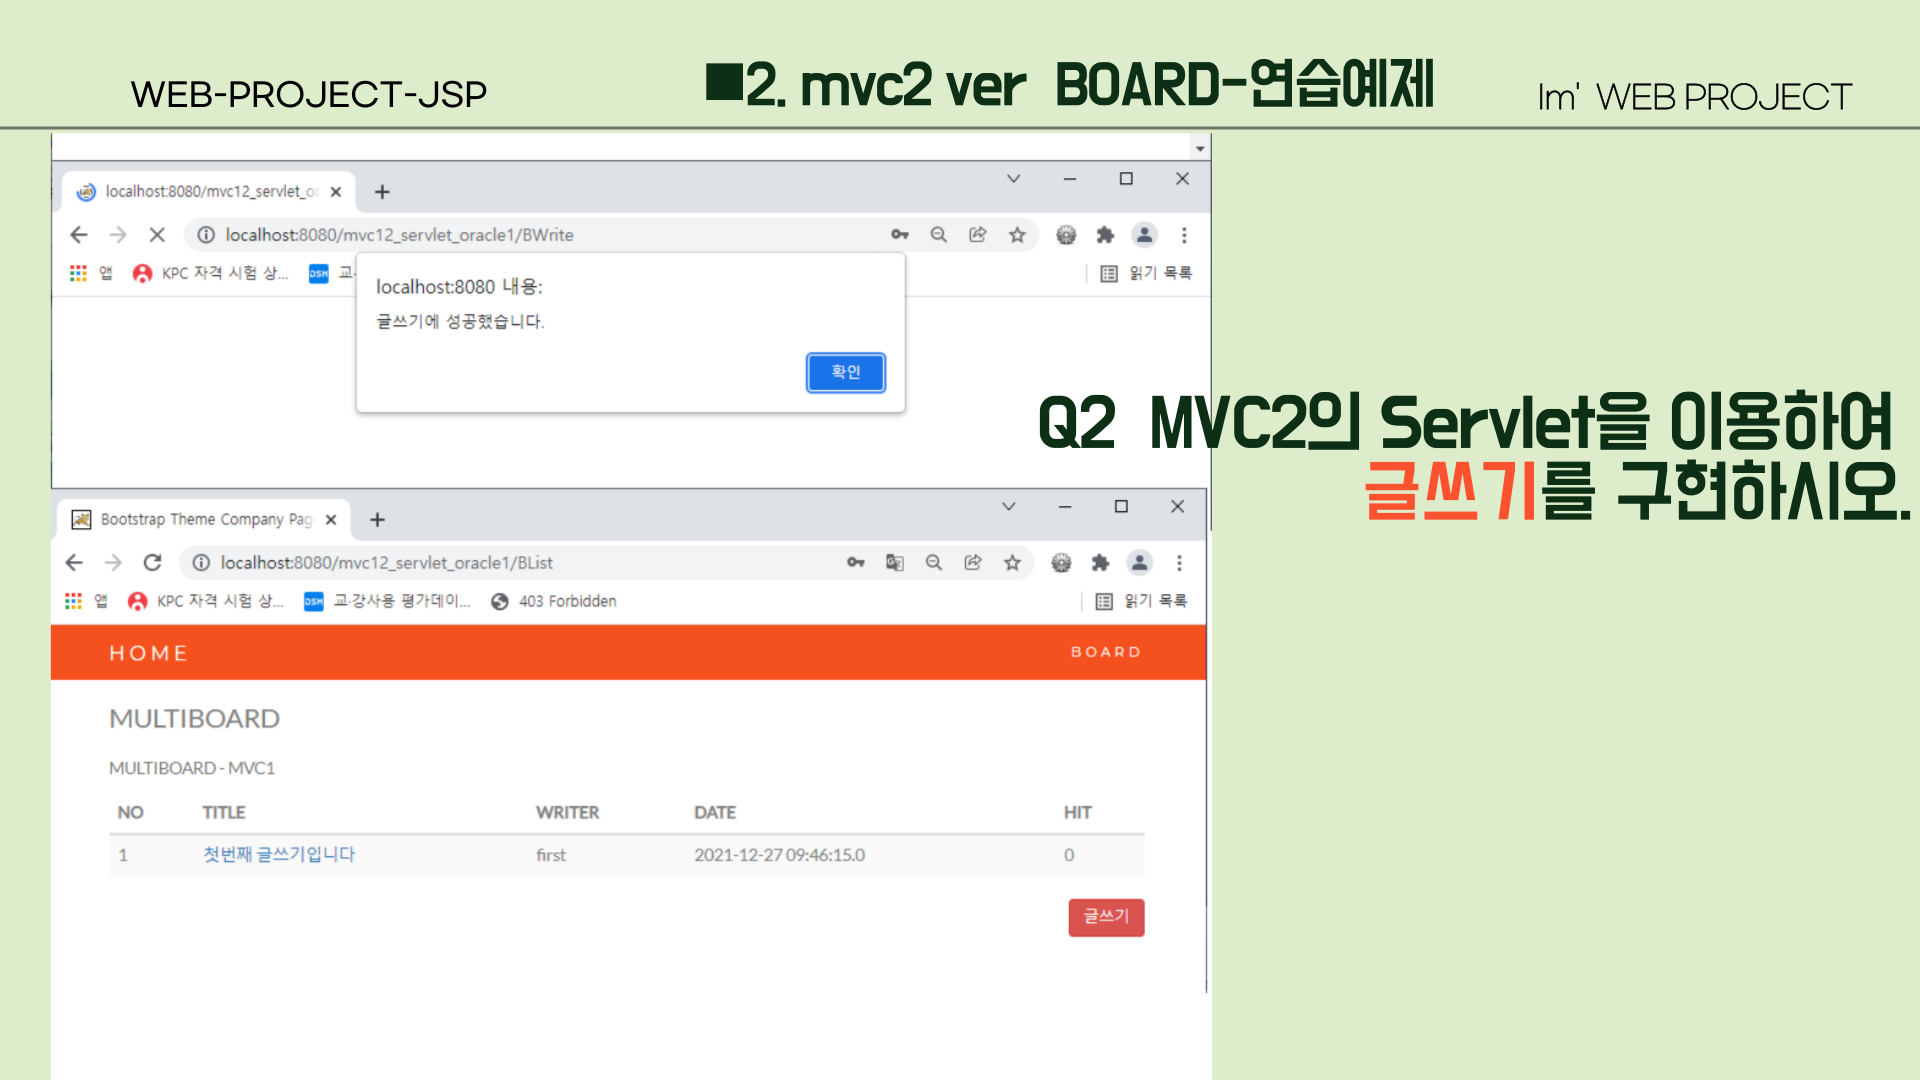 WEB-PROJECT-JSP
■2. mvc2 ver BOARD-연습예제
Im' WEB PROJECT
localhost:8080/mvc12_servlet_or
localhost:8080/mvc12_servlet_oracle1/BWrite
앱 KPC 자격 시험 상... DSM 교· 읽기 목록
localhost:8080 내용:
글쓰기에 성공했습니다.
확인
Q2 MVC2의 Servlet을 이용하여
글쓰기를 구현하시오.
Bootstrap Theme Company Pag
localhost:8080/mvc12_servlet_oracle1/BList
앱 KPC 자격 시험 상... DSM 교·강사용 평가데이... 403 Forbidden 읽기 목록
HOME BOARD
MULTIBOARD
MULTIBOARD - MVC1
NO TITLE WRITER DATE HIT
1 첫번째 글쓰기입니다 first 2021-12-27 09:46:15.0 0
글쓰기